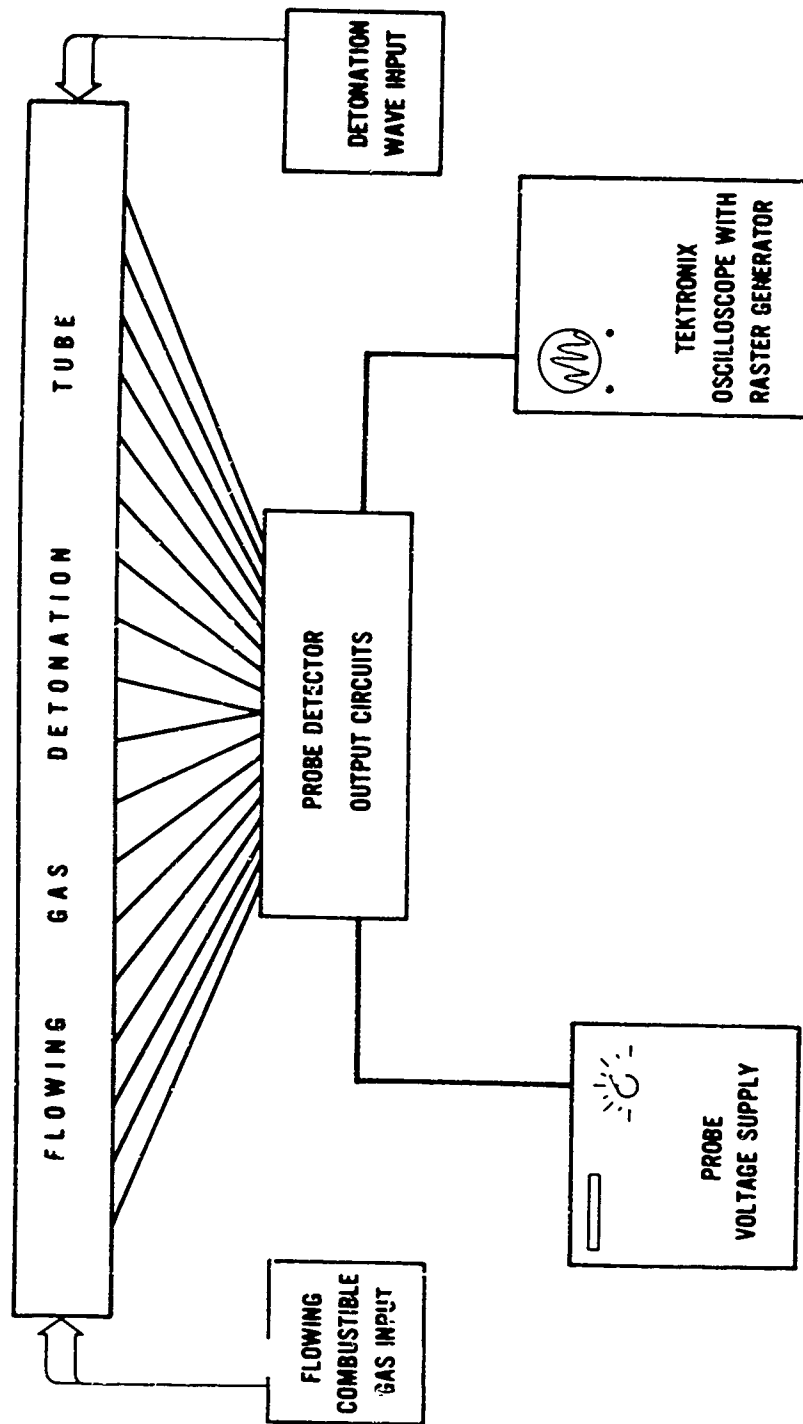 FLOWING GAS DETONATION TUBE
FLOWING
COMBUSTIBLE
GAS INPUT
DETONATION
WAVE INPUT
PROBE DETECTOR
OUTPUT CIRCUITS
PROBE
VOLTAGE SUPPLY
TEKTRONIX
OSCILLOSCOPE WITH
RASTER GENERATOR